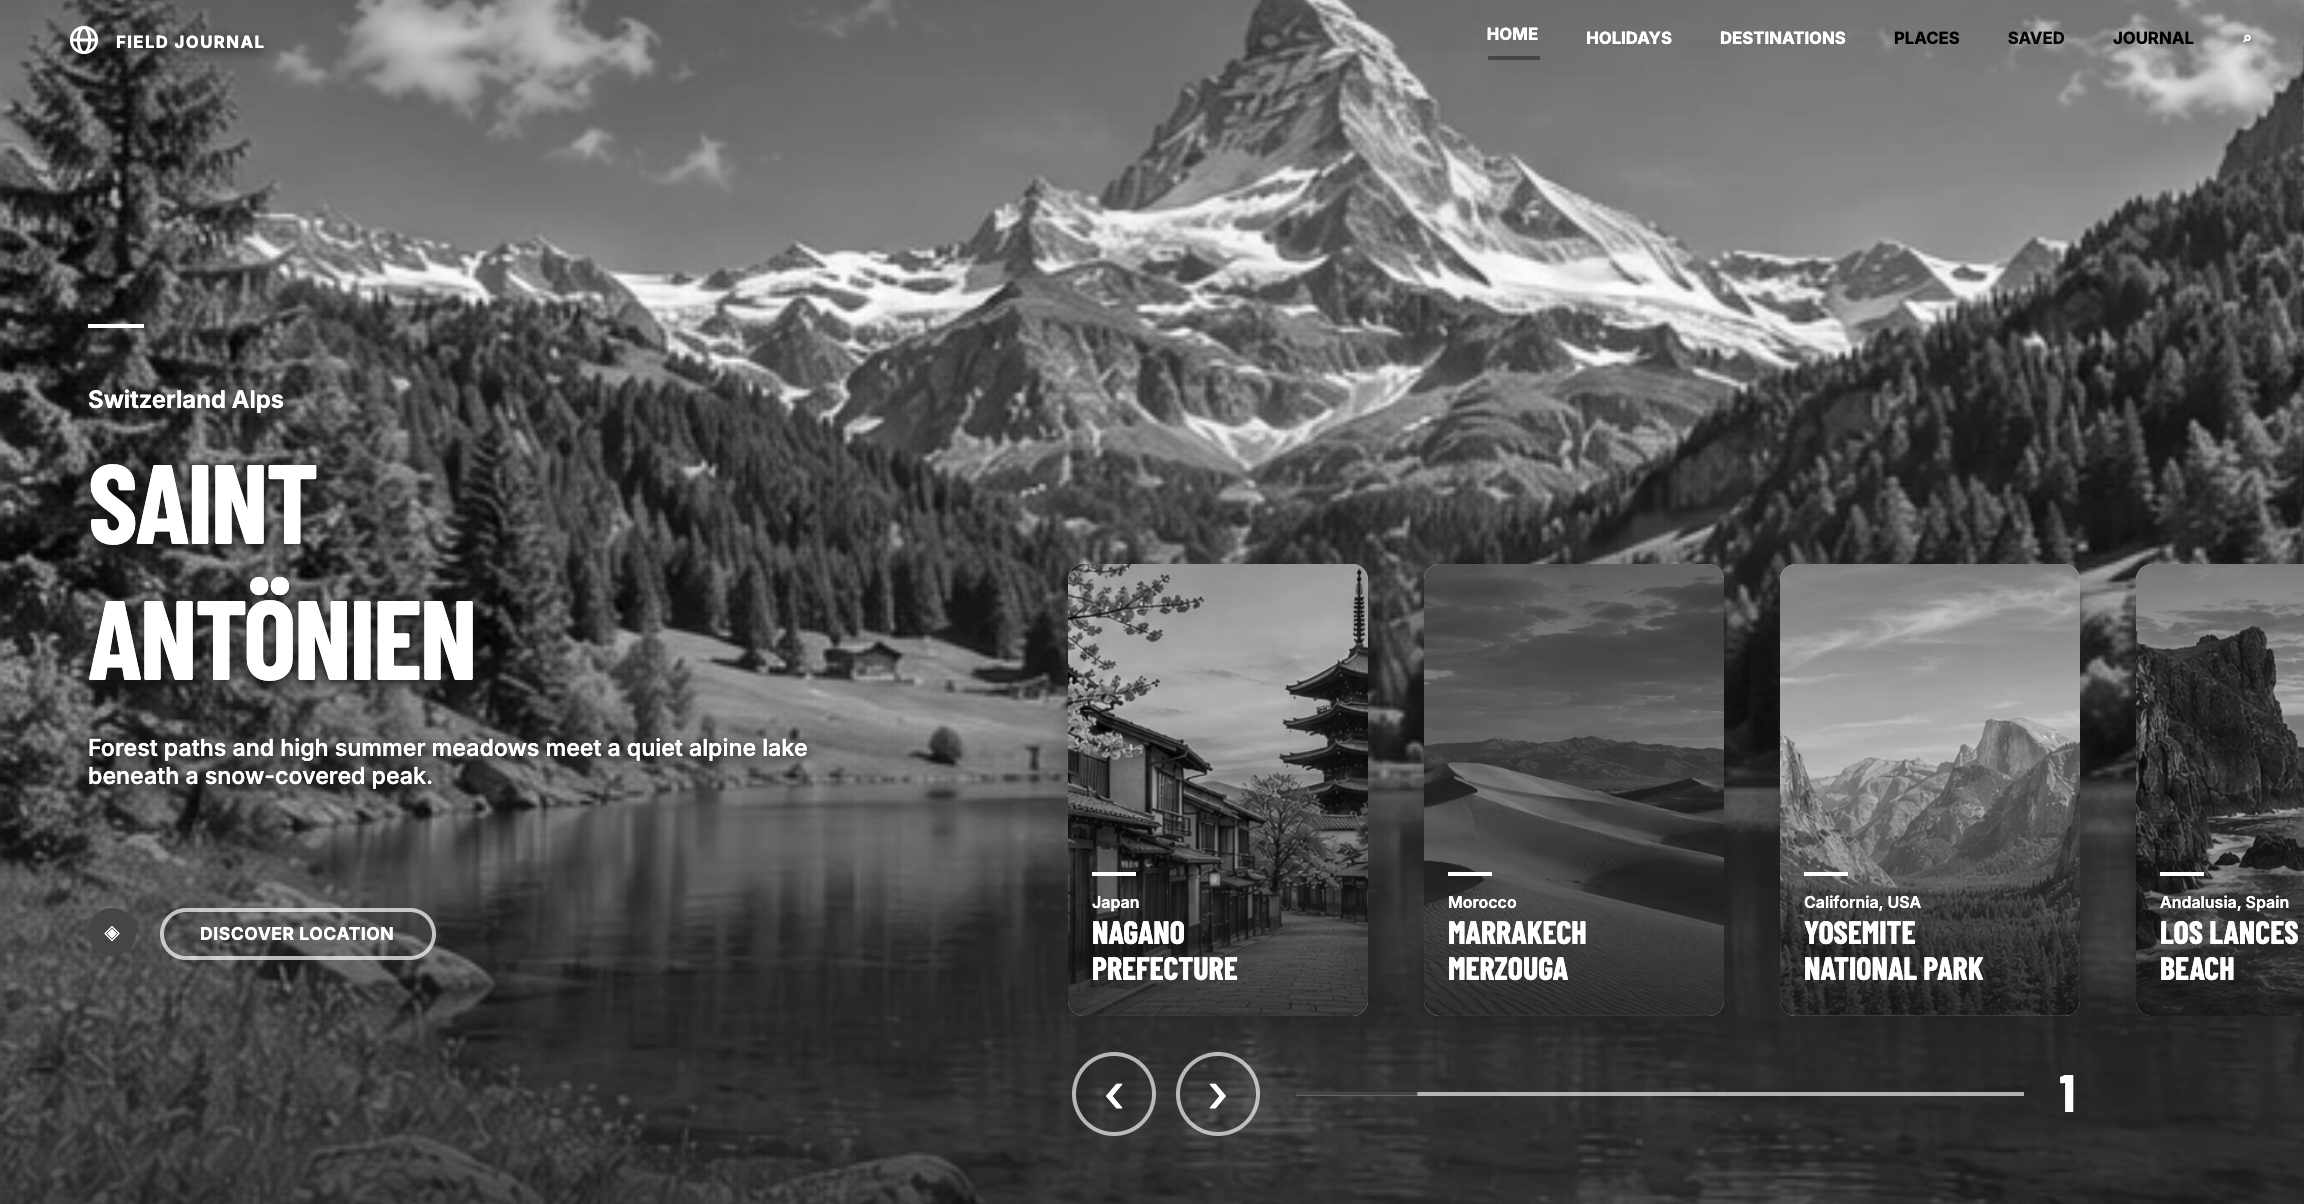 FIELD JOURNAL
HOME HOLIDAYS DESTINATIONS PLACES SAVED JOURNAL
Switzerland Alps
SAINT
ANTÖNIEN
Forest paths and high summer meadows meet a quiet alpine lake
beneath a snow-covered peak.
DISCOVER LOCATION
Japan
NAGANO
PREFECTURE
Morocco
MARRAKECH
MERZOUGA
California, USA
YOSEMITE
NATIONAL PARK
Andalusia, Spain
LOS LANCES
BEACH
1